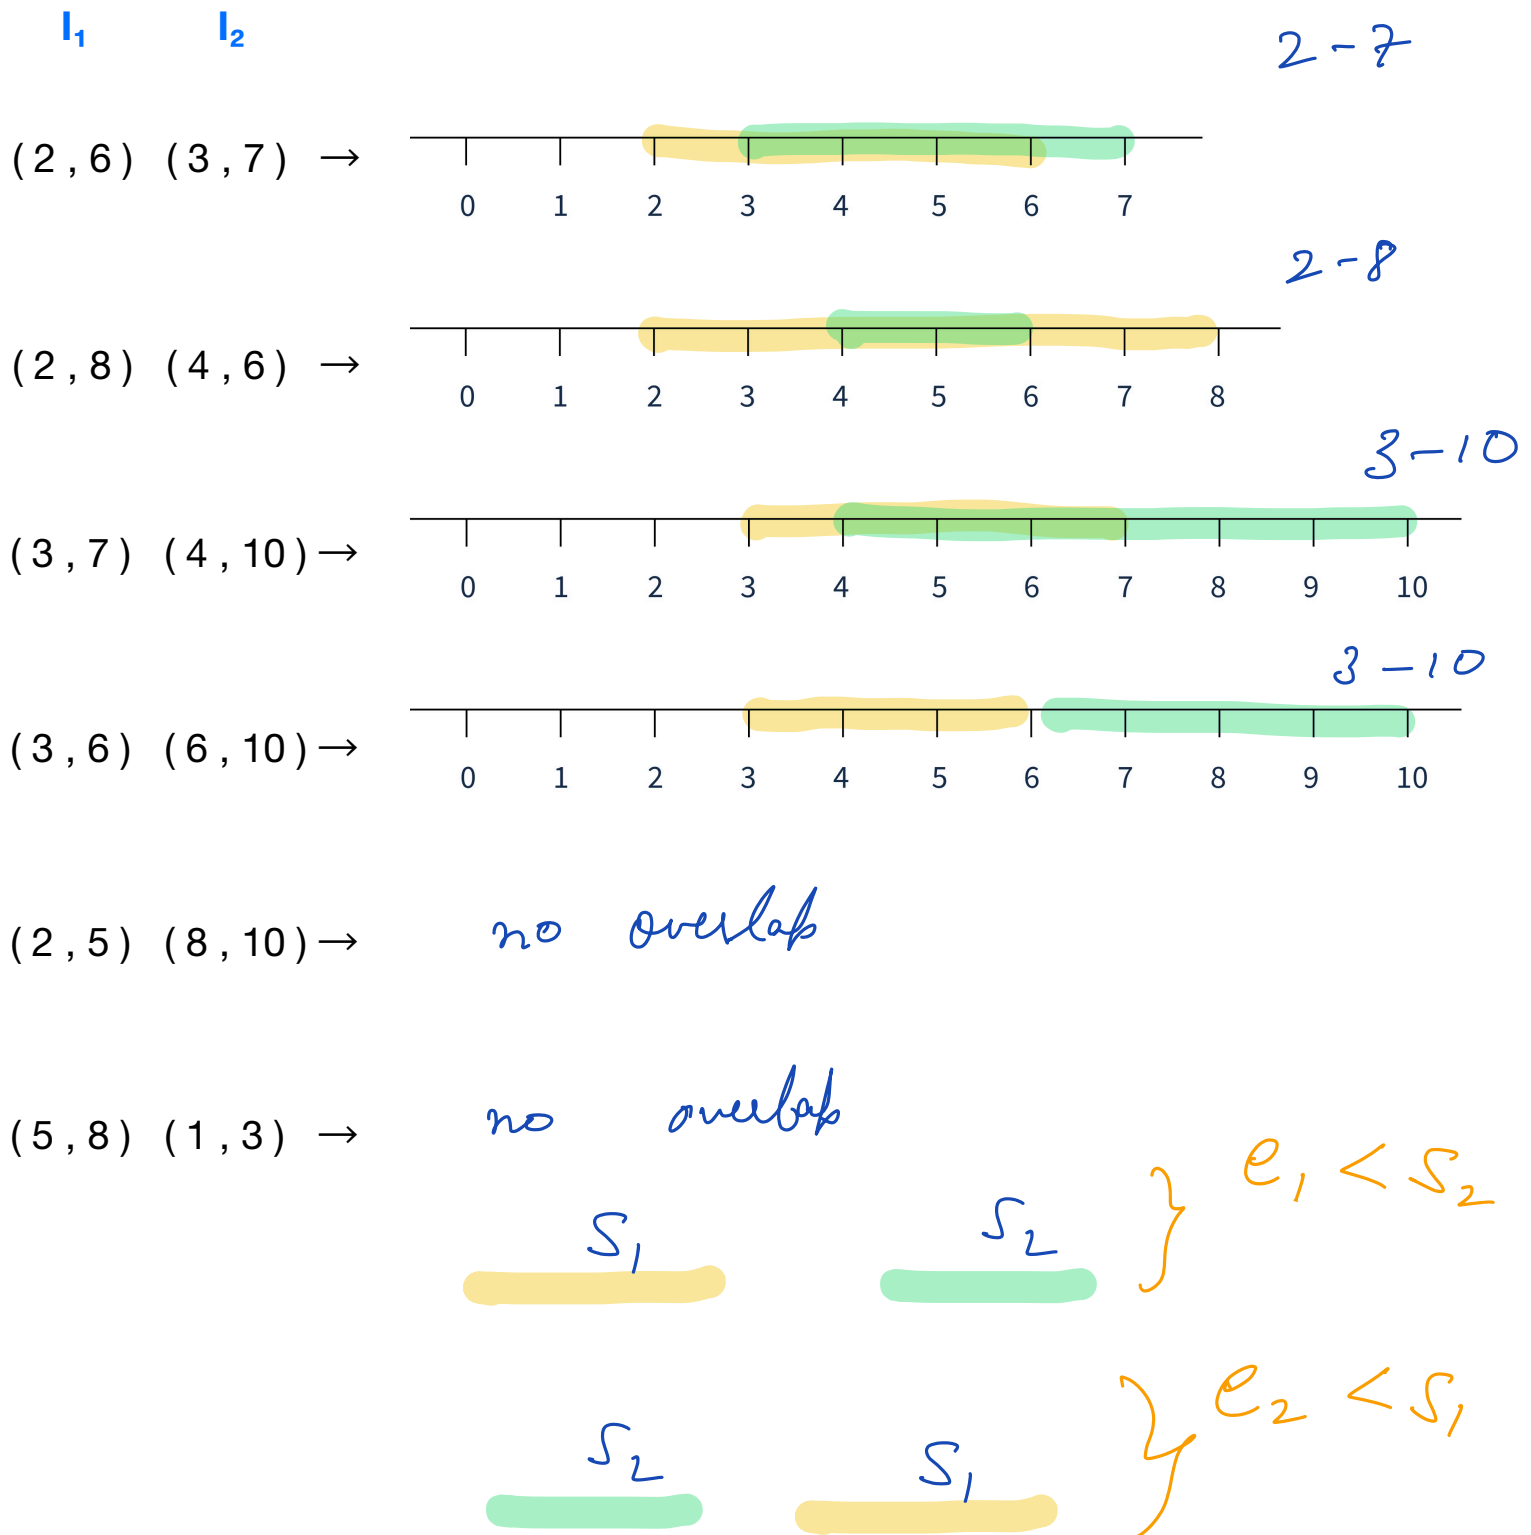 I₁ I₂
2 - 7
(2,6) (3,7) →
0 1 2 3 4 5 6 7
2 - 8
(2,8) (4,6) →
0 1 2 3 4 5 6 7 8
3 - 10
(3,7) (4,10) →
0 1 2 3 4 5 6 7 8 9 10
3 - 10
(3,6) (6,10) →
0 1 2 3 4 5 6 7 8 9 10
(2,5) (8,10) → no overlap
(5,8) (1,3) → no overlap
S₁ S₂ } e₁ < S₂
S₂ S₁ } e₂ < S₁